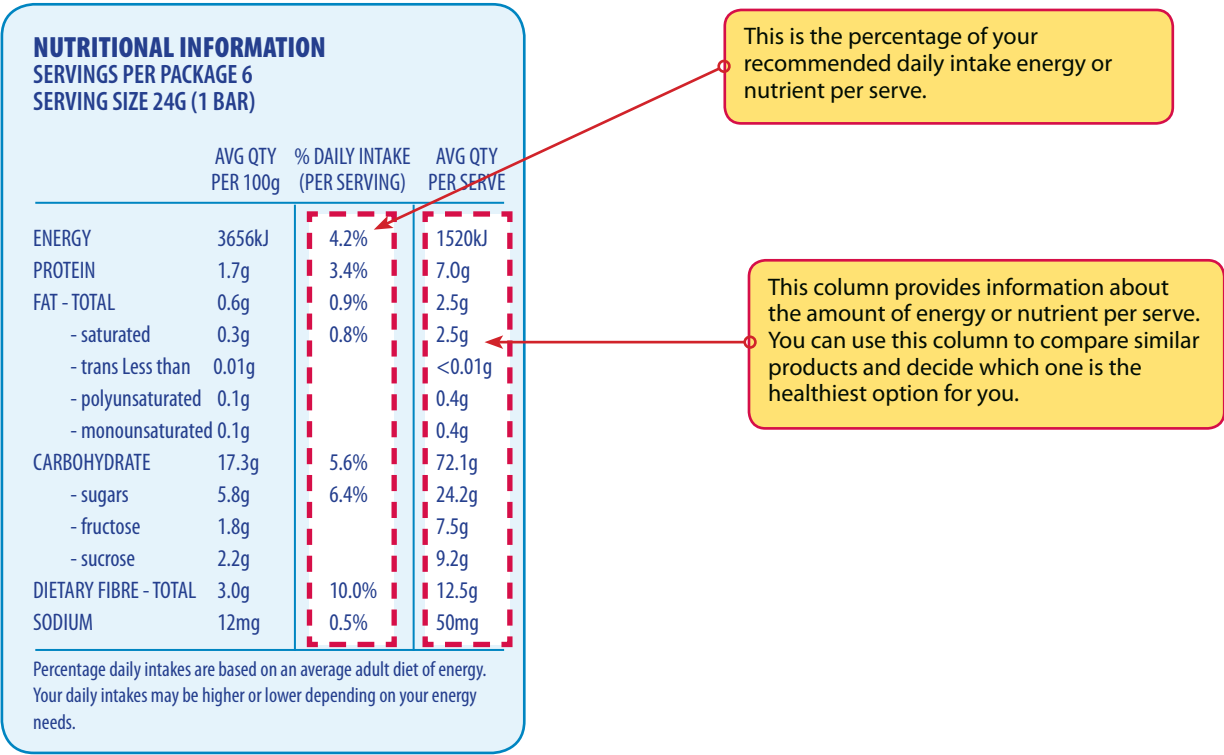 NUTRITIONAL INFORMATION
SERVINGS PER PACKAGE 6
SERVING SIZE 24G (1 BAR)
AVG QTY PER 100g % DAILY INTAKE (PER SERVING) AVG QTY PER SERVE
ENERGY 3656kJ 4.2% 1520kJ
PROTEIN 1.7g 3.4% 7.0g
FAT - TOTAL 0.6g 0.9% 2.5g
- saturated 0.3g 0.8% 2.5g
- trans Less than 0.01g <0.01g
- polyunsaturated 0.1g 0.4g
- monounsaturated 0.1g 0.4g
CARBOHYDRATE 17.3g 5.6% 72.1g
- sugars 5.8g 6.4% 24.2g
- fructose 1.8g 7.5g
- sucrose 2.2g 9.2g
DIETARY FIBRE - TOTAL 3.0g 10.0% 12.5g
SODIUM 12mg 0.5% 50mg
Percentage daily intakes are based on an average adult diet of energy.
Your daily intakes may be higher or lower depending on your energy
needs.
This is the percentage of your
recommended daily intake energy or
nutrient per serve.
This column provides information about
the amount of energy or nutrient per serve.
You can use this column to compare similar
products and decide which one is the
healthiest option for you.